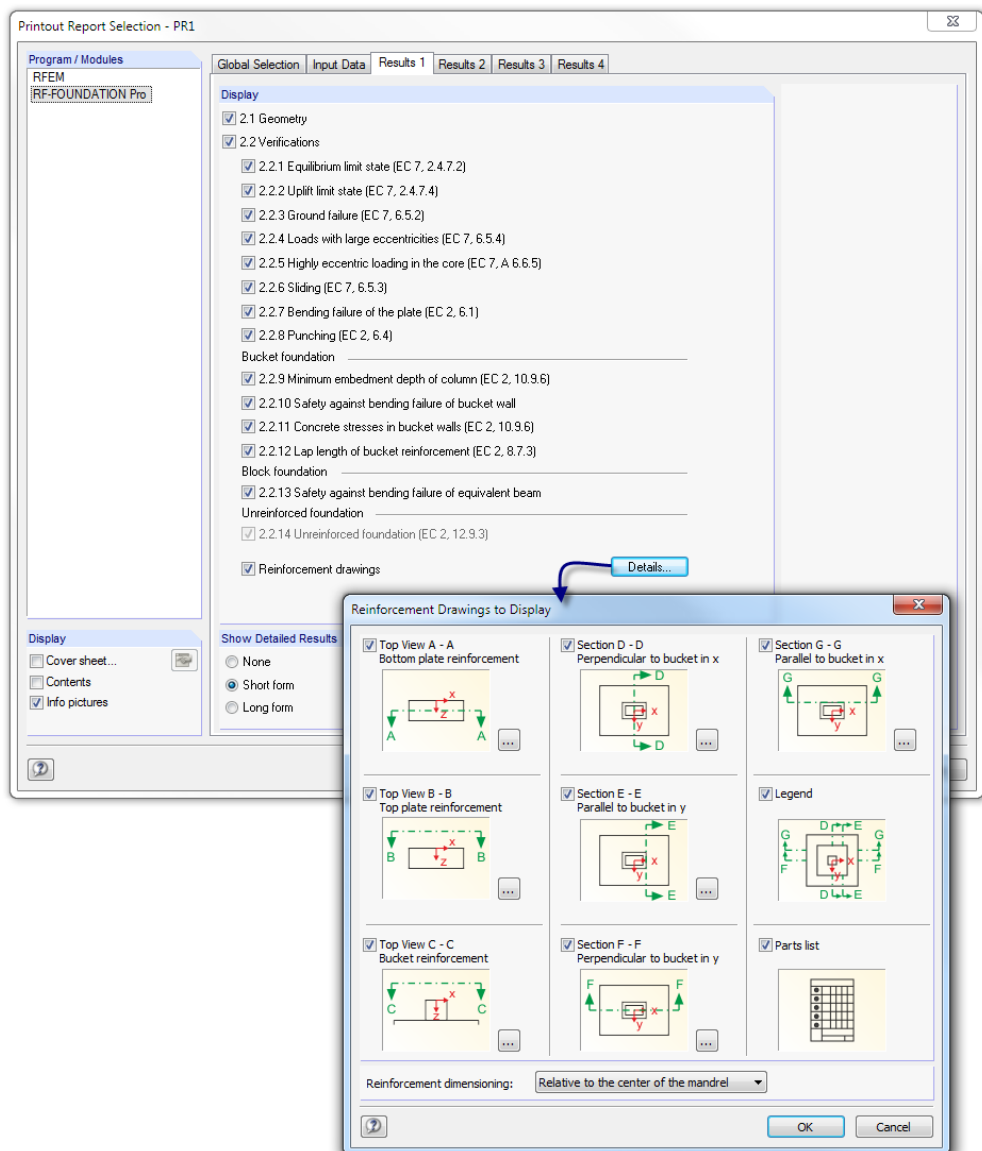 Printout Report Selection - PR1
Program / Modules
RFEM
RF-FOUNDATION Pro
Global Selection Input Data Results 1 Results 2 Results 3 Results 4
Display
2.1 Geometry
2.2 Verifications
2.2.1 Equilibrium limit state (EC 7, 2.4.7.2)
2.2.2 Uplift limit state (EC 7, 2.4.7.4)
2.2.3 Ground failure (EC 7, 6.5.2)
2.2.4 Loads with large eccentricities (EC 7, 6.5.4)
2.2.5 Highly eccentric loading in the core (EC 7, A 6.6.5)
2.2.6 Sliding (EC 7, 6.5.3)
2.2.7 Bending failure of the plate (EC 2, 6.1)
2.2.8 Punching (EC 2, 6.4)
Bucket foundation
2.2.9 Minimum embedment depth of column (EC 2, 10.9.6)
2.2.10 Safety against bending failure of bucket wall
2.2.11 Concrete stresses in bucket walls (EC 2, 10.9.6)
2.2.12 Lap length of bucket reinforcement (EC 2, 8.7.3)
Block foundation
2.2.13 Safety against bending failure of equivalent beam
Unreinforced foundation
2.2.14 Unreinforced foundation (EC 2, 12.9.3)
Reinforcement drawings Details...
Display
Cover sheet...
Contents
Info pictures
Show Detailed Results
None
Short form
Long form
Reinforcement Drawings to Display
Top View A - A
Bottom plate reinforcement
x
z
A A
...
Section D - D
Perpendicular to bucket in x
D
x
y
D
...
Section G - G
Parallel to bucket in x
G G
x
y
...
Top View B - B
Top plate reinforcement
x
B z B
...
Section E - E
Parallel to bucket in y
E
x
y
E
...
Legend
D E
G G
x
F y F
D E
Top View C - C
Bucket reinforcement
x
C z C
...
Section F - F
Perpendicular to bucket in y
F F
x
y
...
Parts list
Reinforcement dimensioning: Relative to the center of the mandrel
OK Cancel